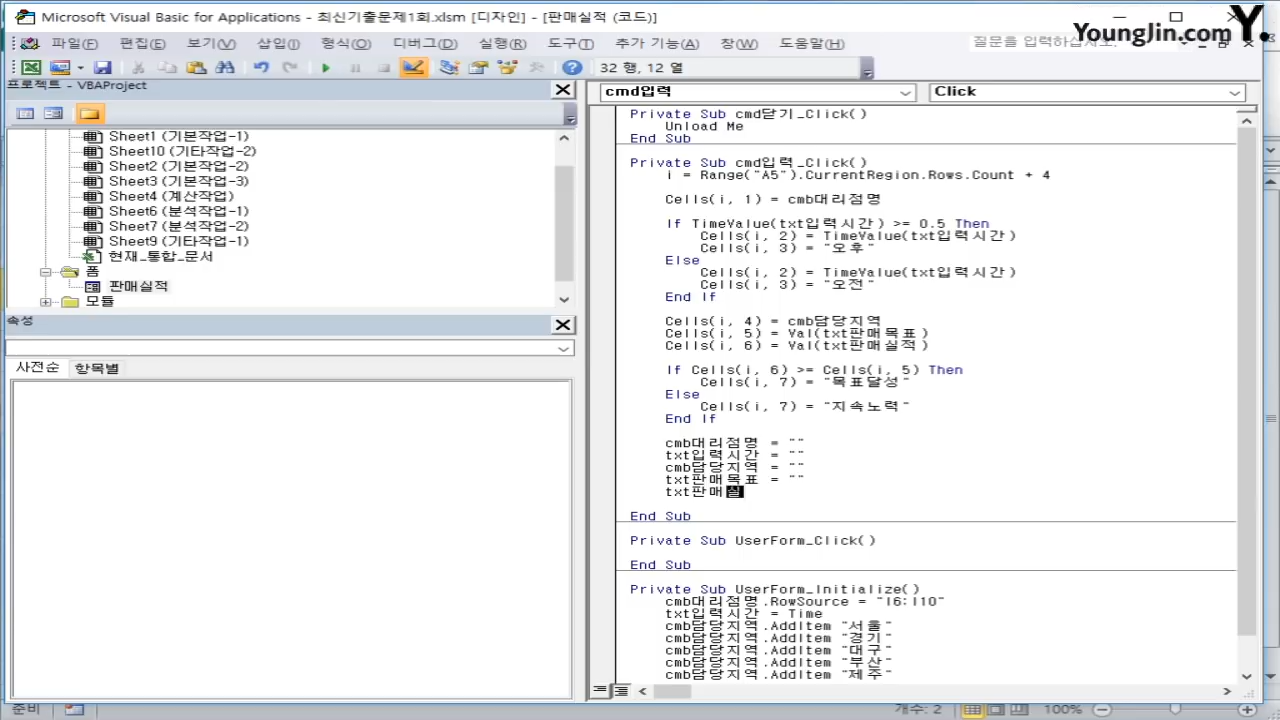 Microsoft Visual Basic for Applications - 최신기출문제1회.xlsm [디자인] - [판매실적 (코드)]
YoungJin.com Y.
파일(F) 편집(E) 보기(V) 삽입(I) 형식(O) 디버그(D) 실행(R) 도구(T) 추가 기능(A) 창(W) 도움말(H) 질문을 입력하십시오.
32 행, 12 열
프로젝트 - VBAProject
Sheet1 (기본작업-1)
Sheet10 (기타작업-2)
Sheet2 (기본작업-2)
Sheet3 (기본작업-3)
Sheet4 (계산작업)
Sheet6 (분석작업-1)
Sheet7 (분석작업-2)
Sheet9 (기타작업-1)
현재_통합_문서
폼
판매실적
모듈
속성
사전순 항목별
cmd입력 Click
Private Sub cmd닫기_Click()
Unload Me
End Sub
Private Sub cmd입력_Click()
i = Range("A5").CurrentRegion.Rows.Count + 4
Cells(i, 1) = cmb대리점명
If TimeValue(txt입력시간) >= 0.5 Then
Cells(i, 2) = TimeValue(txt입력시간)
Cells(i, 3) = "오후"
Else
Cells(i, 2) = TimeValue(txt입력시간)
Cells(i, 3) = "오전"
End If
Cells(i, 4) = cmb담당지역
Cells(i, 5) = Val(txt판매목표)
Cells(i, 6) = Val(txt판매실적)
If Cells(i, 6) >= Cells(i, 5) Then
Cells(i, 7) = "목표달성"
Else
Cells(i, 7) = "지속노력"
End If
cmb대리점명 = ""
txt입력시간 = ""
cmb담당지역 = ""
txt판매목표 = ""
txt판매실
End Sub
Private Sub UserForm_Click()
End Sub
Private Sub UserForm_Initialize()
cmb대리점명.RowSource = "I6:I10"
txt입력시간 = Time
cmb담당지역.AddItem "서울"
cmb담당지역.AddItem "경기"
cmb담당지역.AddItem "대구"
cmb담당지역.AddItem "부산"
cmb담당지역.AddItem "제주"
준비 개수: 2 100%